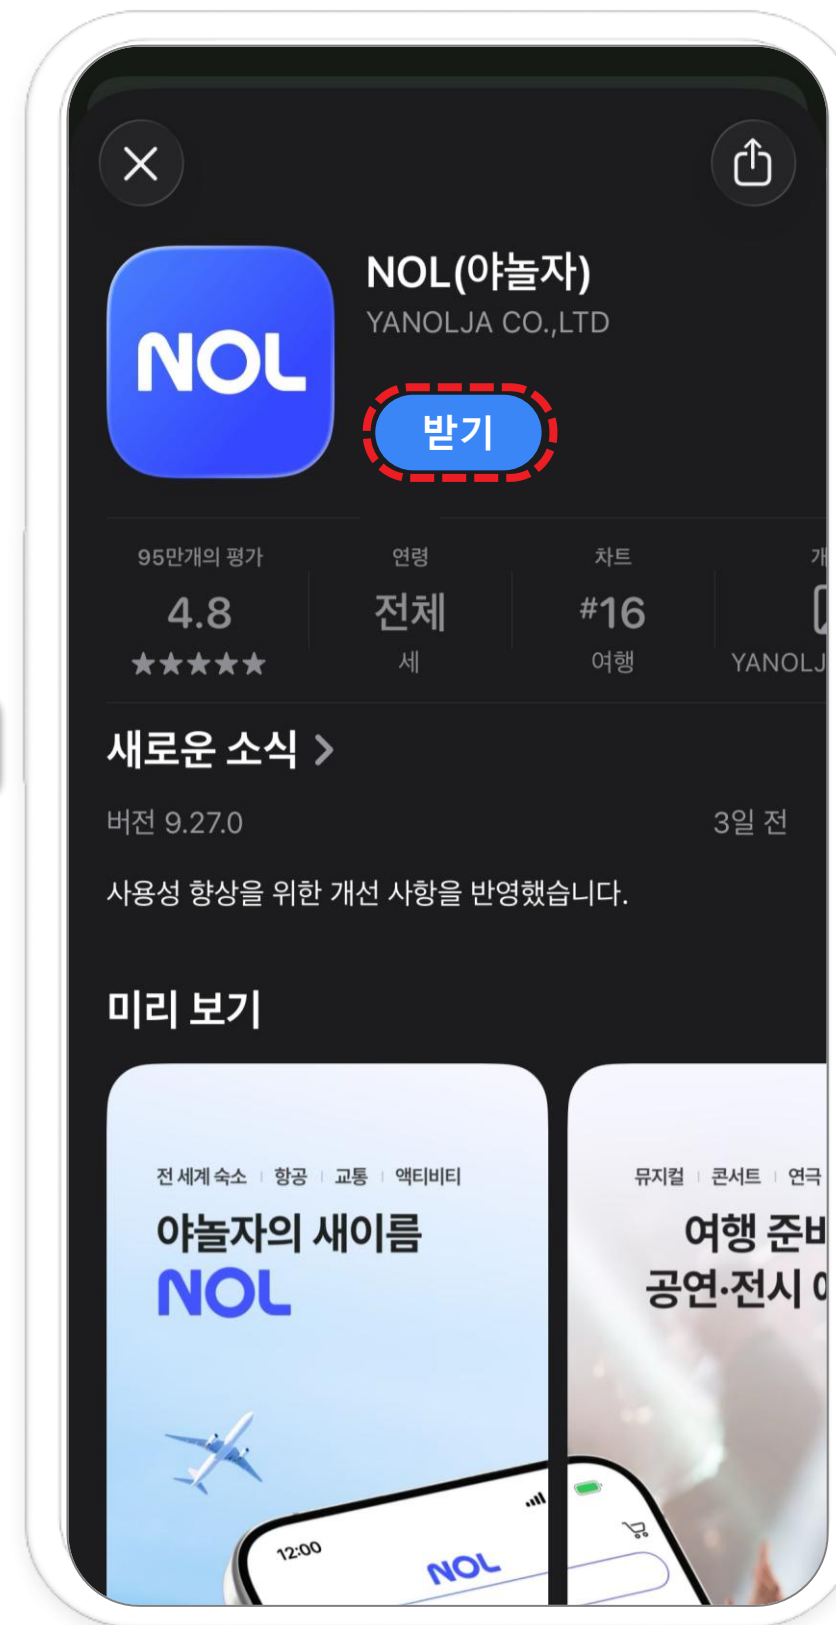 NOL
NOL(야놀자)
YANOLJA CO.,LTD
받기
95만개의 평가
4.8
★★★★★
연령
전체
세
차트
#16
여행
YANOLJ
새로운 소식 >
버전 9.27.0
3일 전
사용성 향상을 위한 개선 사항을 반영했습니다.
미리 보기
전 세계 숙소 | 항공 | 교통 | 액티비티
야놀자의 새이름
NOL
12:00
NOL
뮤지컬 | 콘서트 | 연극
여행 준비
공연·전시